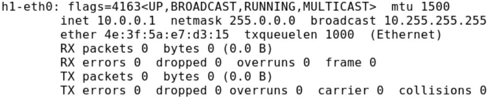 h1-eth0: flags=4163<UP,BROADCAST,RUNNING,MULTICAST>  mtu 1500
        inet 10.0.0.1  netmask 255.0.0.0  broadcast 10.255.255.255
        ether 4e:3f:5a:e7:d3:15  txqueuelen 1000  (Ethernet)
        RX packets 0  bytes 0 (0.0 B)
        RX errors 0  dropped 0  overruns 0  frame 0
        TX packets 0  bytes 0 (0.0 B)
        TX errors 0  dropped 0 overruns 0  carrier 0  collisions 0